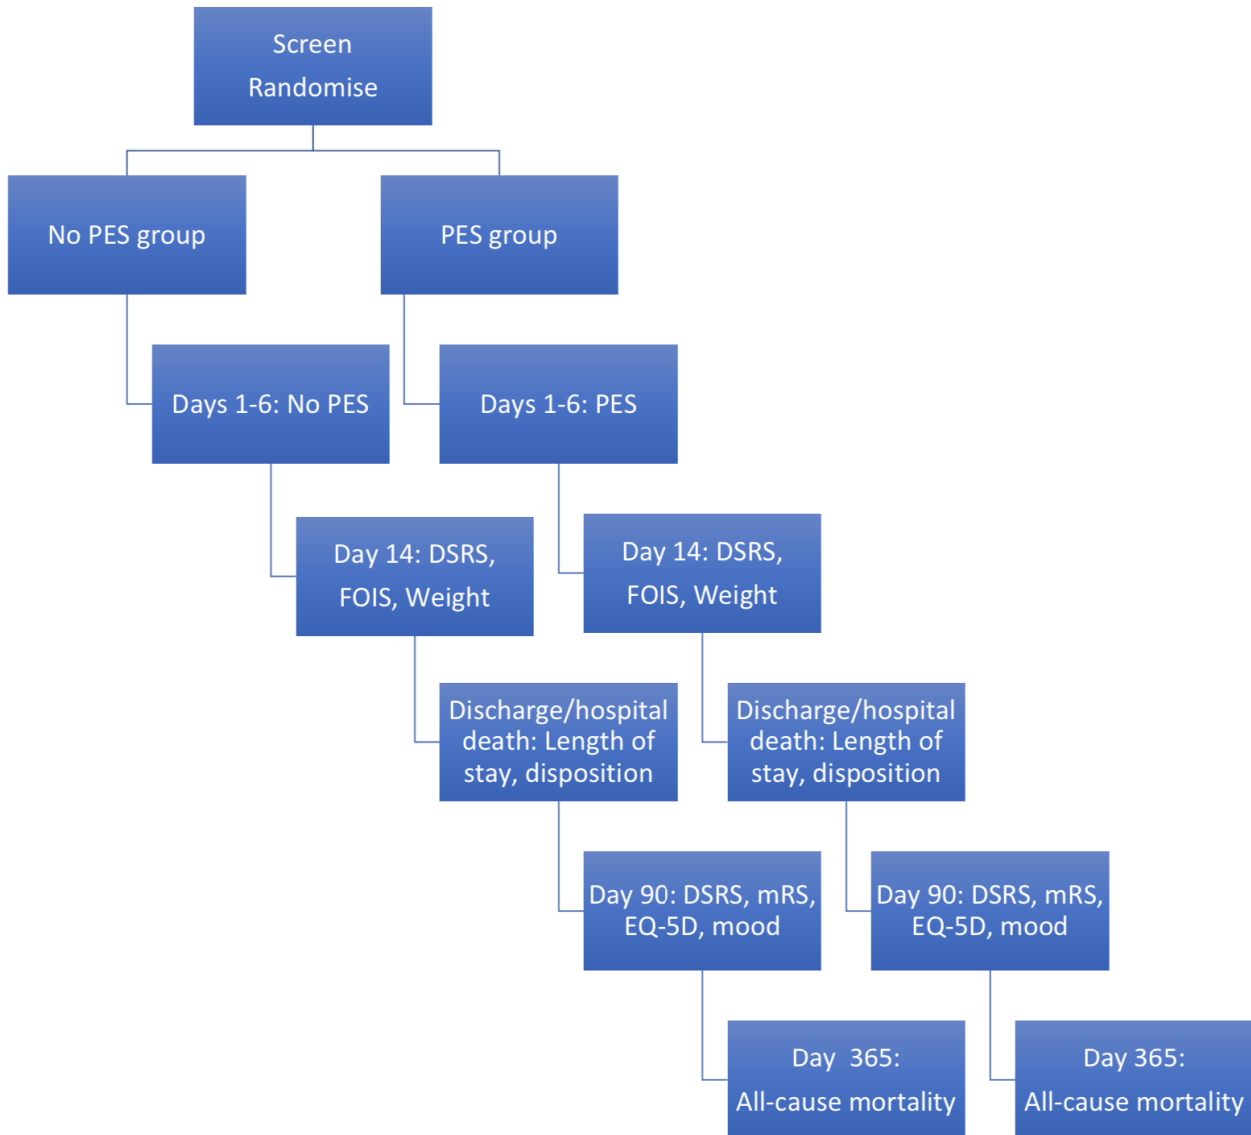 Screen
Randomise
No PES group
PES group
Days 1-6: No PES
Days 1-6: PES
Day 14: DSRS,
FOIS, Weight
Day 14: DSRS,
FOIS, Weight
Discharge/hospital
death: Length of
stay, disposition
Discharge/hospital
death: Length of
stay, disposition
Day 90: DSRS, mRS,
EQ-5D, mood
Day 90: DSRS, mRS,
EQ-5D, mood
Day 365:
All-cause mortality
Day 365:
All-cause mortality